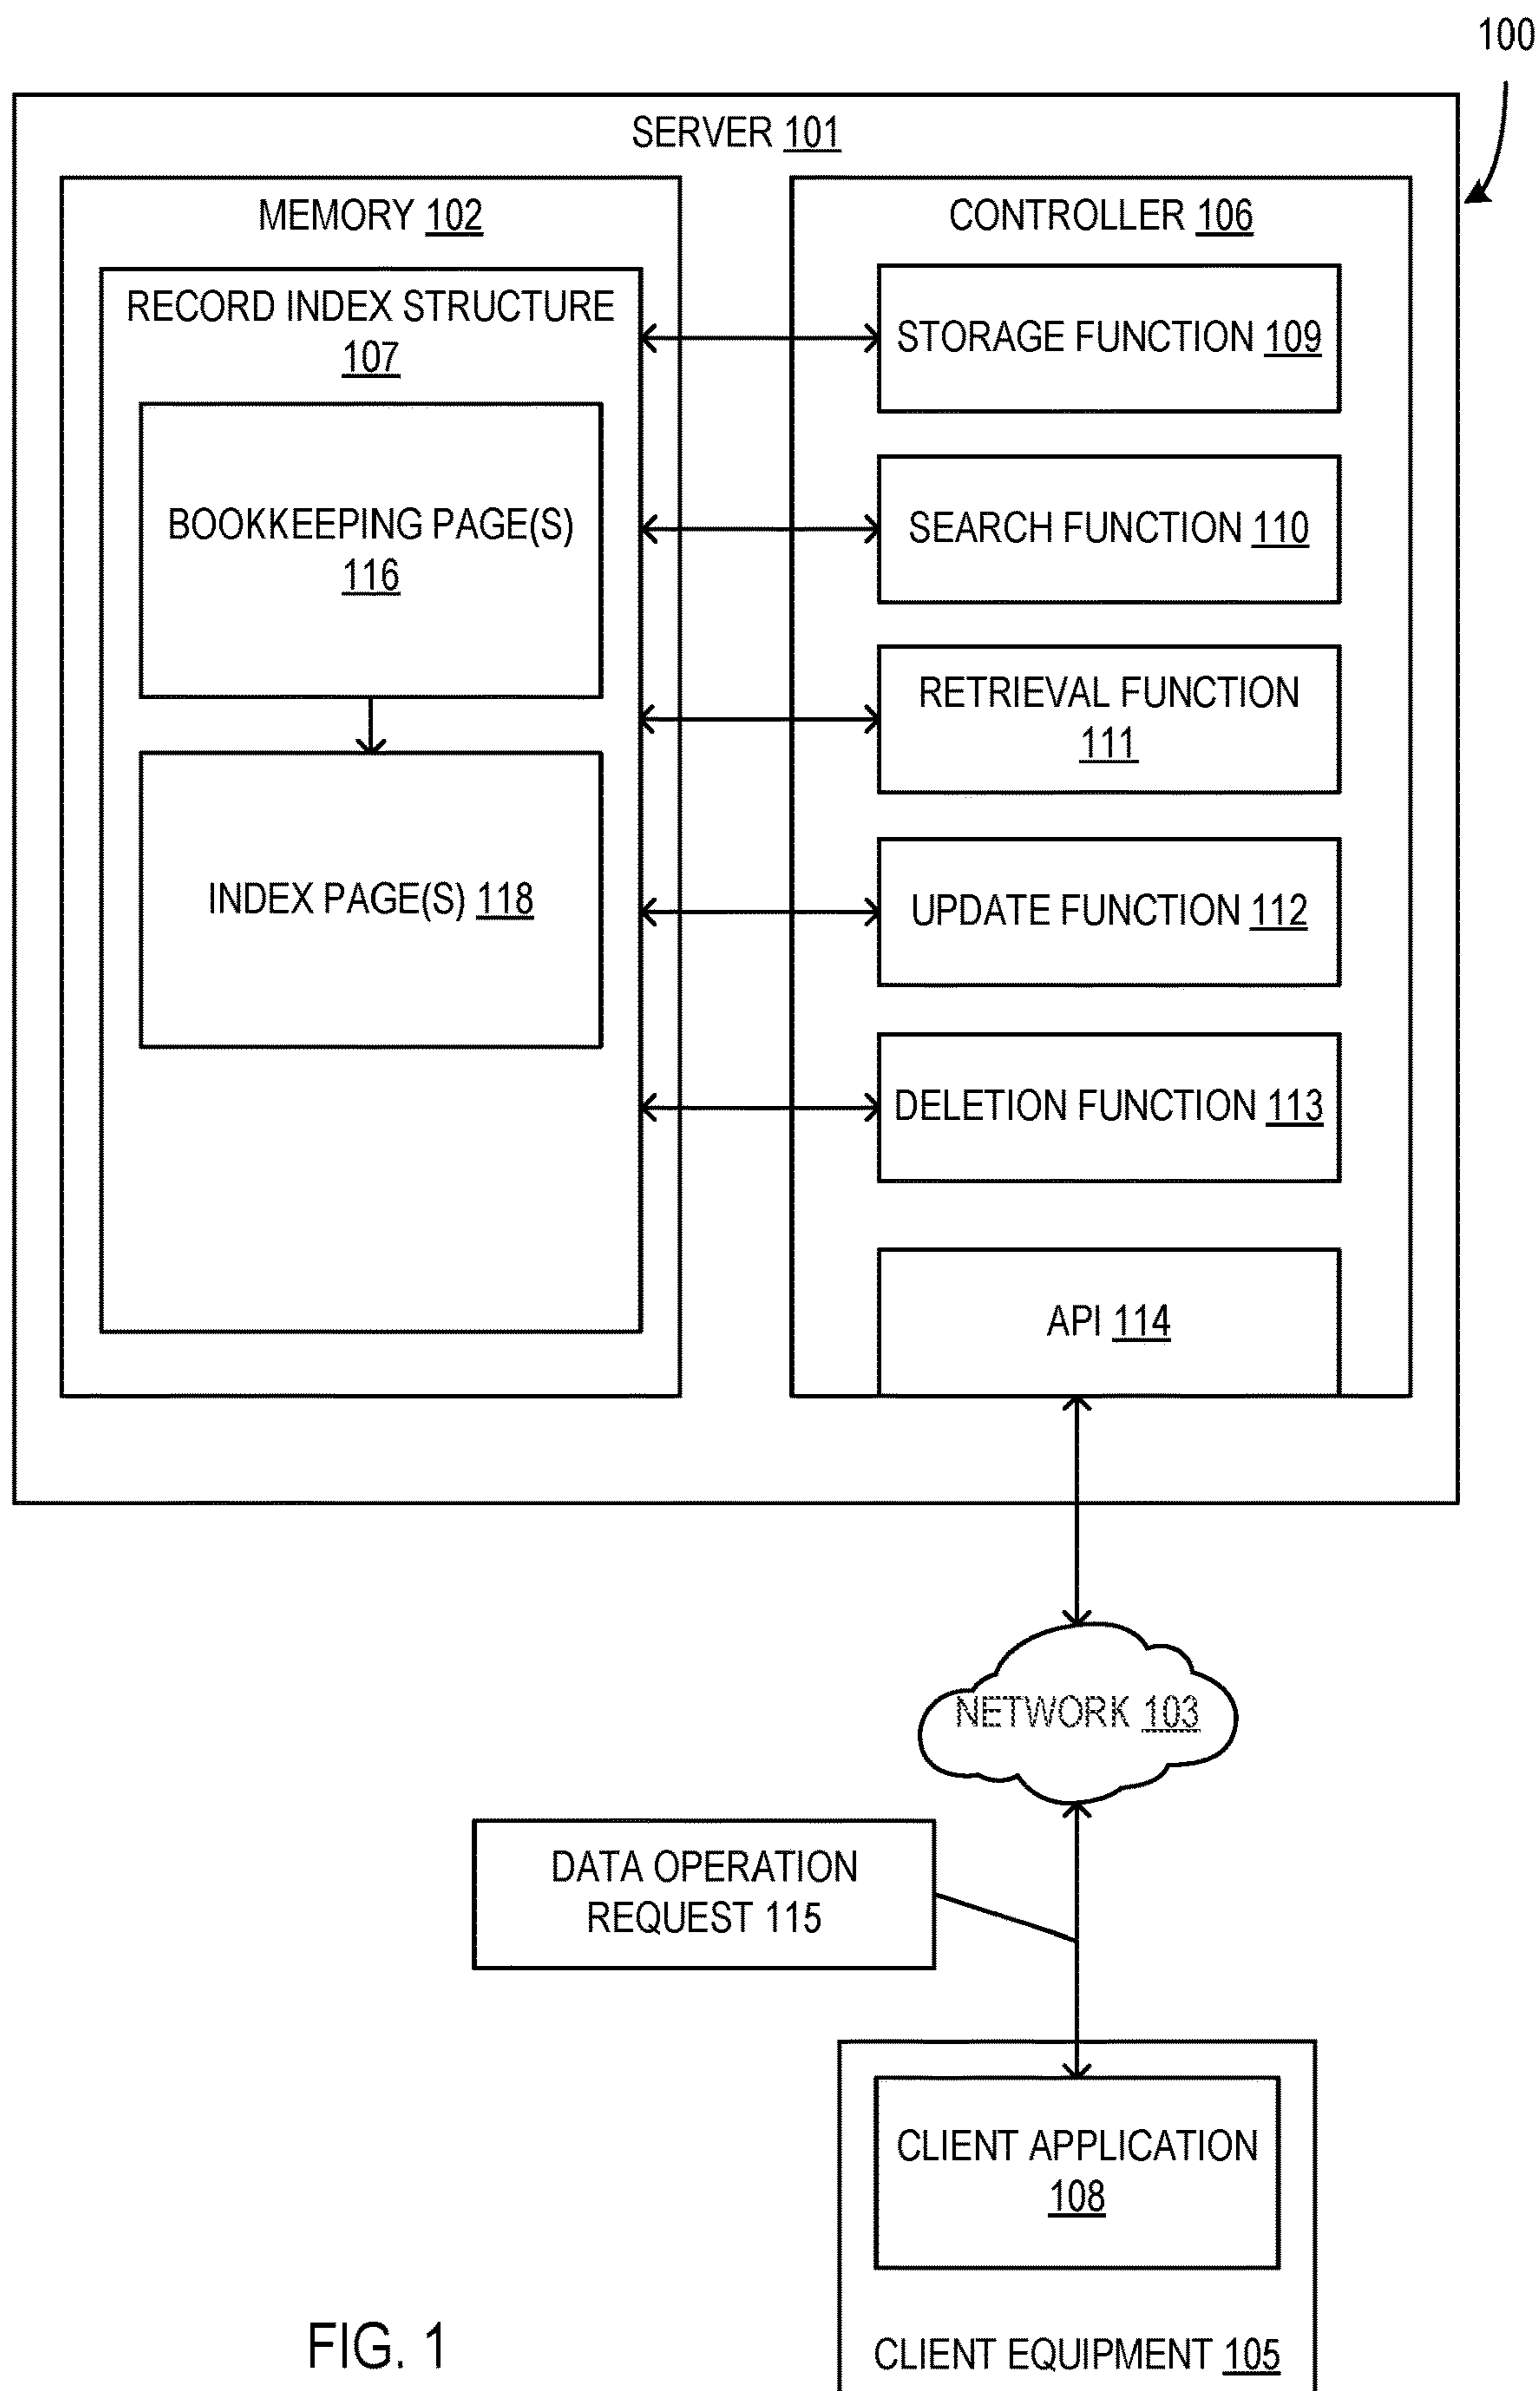 100
SERVER 101
MEMORY 102
RECORD INDEX STRUCTURE
107
BOOKKEEPING PAGE(S)
116
INDEX PAGE(S) 118
CONTROLLER 106
STORAGE FUNCTION 109
SEARCH FUNCTION 110
RETRIEVAL FUNCTION
111
UPDATE FUNCTION 112
DELETION FUNCTION 113
API 114
NETWORK 103
DATA OPERATION
REQUEST 115
CLIENT APPLICATION
108
CLIENT EQUIPMENT 105
FIG. 1